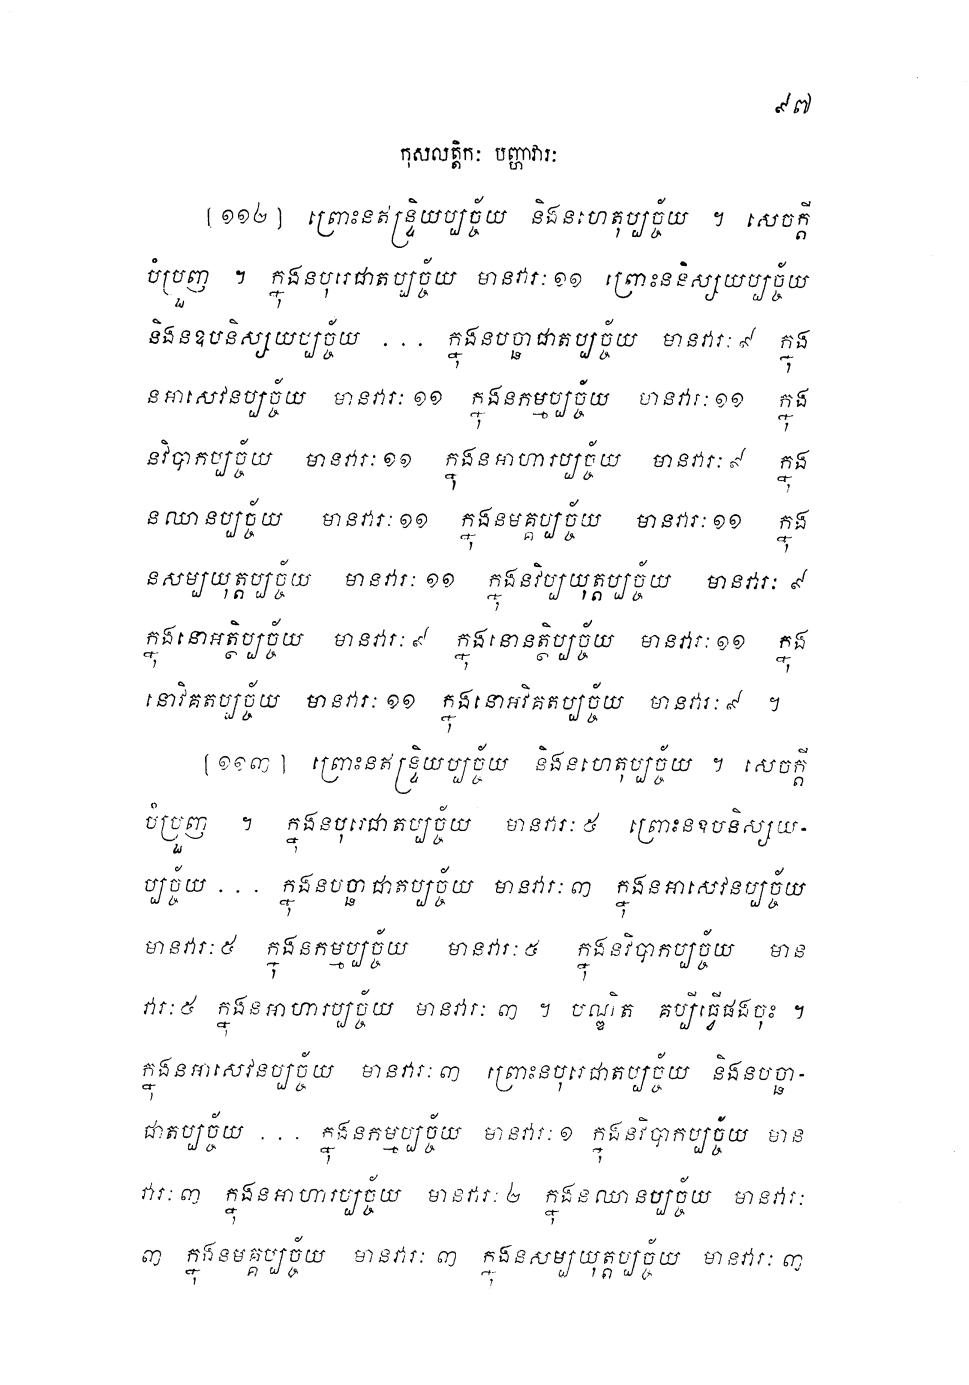 ៩៧
កុសលត្តិកៈ បញ្ហាវារៈ
[១១២] ព្រោះនឥន្ទ្រិយប្បច្ច័យ និងនហេតុប្បច្ច័យ ។ សេចក្តី
បំប្រួញ ។ ក្នុងនបុរេជាតប្បច្ច័យ មានវារៈ ១១ ព្រោះននិស្សយប្បច្ច័យ
និងនឧបនិស្សយប្បច្ច័យ ... ក្នុងនបច្ឆាជាតប្បច្ច័យ មានវារៈ ៩ ក្នុង
នអាសេវនប្បច្ច័យ មានវារៈ ១១ ក្នុងនកម្មប្បច្ច័យ មានវារៈ ១១ ក្នុង
នវិបាកប្បច្ច័យ មានវារៈ ១១ ក្នុងនអាហារប្បច្ច័យ មានវារៈ ៩ ក្នុង
នឈានប្បច្ច័យ មានវារៈ ១១ ក្នុងនមគ្គប្បច្ច័យ មានវារៈ ១១ ក្នុង
នសម្បយុត្តប្បច្ច័យ មានវារៈ ១១ ក្នុងនវិប្បយុត្តប្បច្ច័យ មានវារៈ ៩
ក្នុងនោអត្ថិប្បច្ច័យ មានវារៈ ៩ ក្នុងនោនត្ថិប្បច្ច័យ មានវារៈ ១១ ក្នុង
នោវិគតប្បច្ច័យ មានវារៈ ១១ ក្នុងនោអវិគតប្បច្ច័យ មានវារៈ ៩ ។
[១១៣] ព្រោះនឥន្ទ្រិយប្បច្ច័យ និងនហេតុប្បច្ច័យ ។ សេចក្តី
បំប្រួញ ។ ក្នុងនបុរេជាតប្បច្ច័យ មានវារៈ ៥ ព្រោះនឧបនិស្សយ-
ប្បច្ច័យ ... ក្នុងនបច្ឆាជាតប្បច្ច័យ មានវារៈ ៣ ក្នុងនអាសេវនប្បច្ច័យ
មានវារៈ ៥ ក្នុងនកម្មប្បច្ច័យ មានវារៈ ៥ ក្នុងនវិបាកប្បច្ច័យ មាន
វារៈ ៥ ក្នុងនអាហារប្បច្ច័យ មានវារៈ ៣ ។ បណ្ឌិត គប្បីធ្វើផងចុះ ។
ក្នុងនអាសេវនប្បច្ច័យ មានវារៈ ៣ ព្រោះនបុរេជាតប្បច្ច័យ និងនបច្ឆា-
ជាតប្បច្ច័យ ... ក្នុងនកម្មប្បច្ច័យ មានវារៈ ១ ក្នុងនវិបាកប្បច្ច័យ មាន
វារៈ ៣ ក្នុងនអាហារប្បច្ច័យ មានវារៈ ២ ក្នុងនឈានប្បច្ច័យ មានវារៈ
៣ ក្នុងនមគ្គប្បច្ច័យ មានវារៈ ៣ ក្នុងនសម្បយុត្តប្បច្ច័យ មានវារៈ ៣